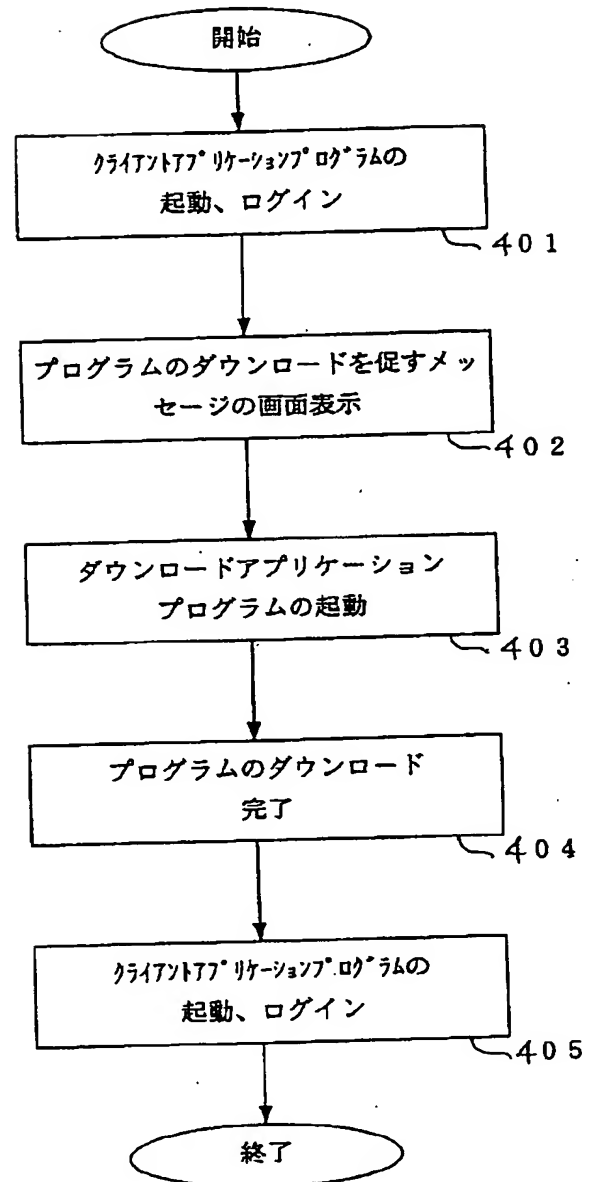 開始
ｸﾗｲｱﾝﾄｱﾌﾟﾘｹｰｼｮﾝﾌﾟﾛｸﾞﾗﾑの
起動、ログイン
401
プログラムのダウンロードを促すメッ
セージの画面表示
402
ダウンロードアプリケーション
プログラムの起動
403
プログラムのダウンロード
完了
404
ｸﾗｲｱﾝﾄｱﾌﾟﾘｹｰｼｮﾝﾌﾟﾛｸﾞﾗﾑの
起動、ログイン
405
終了